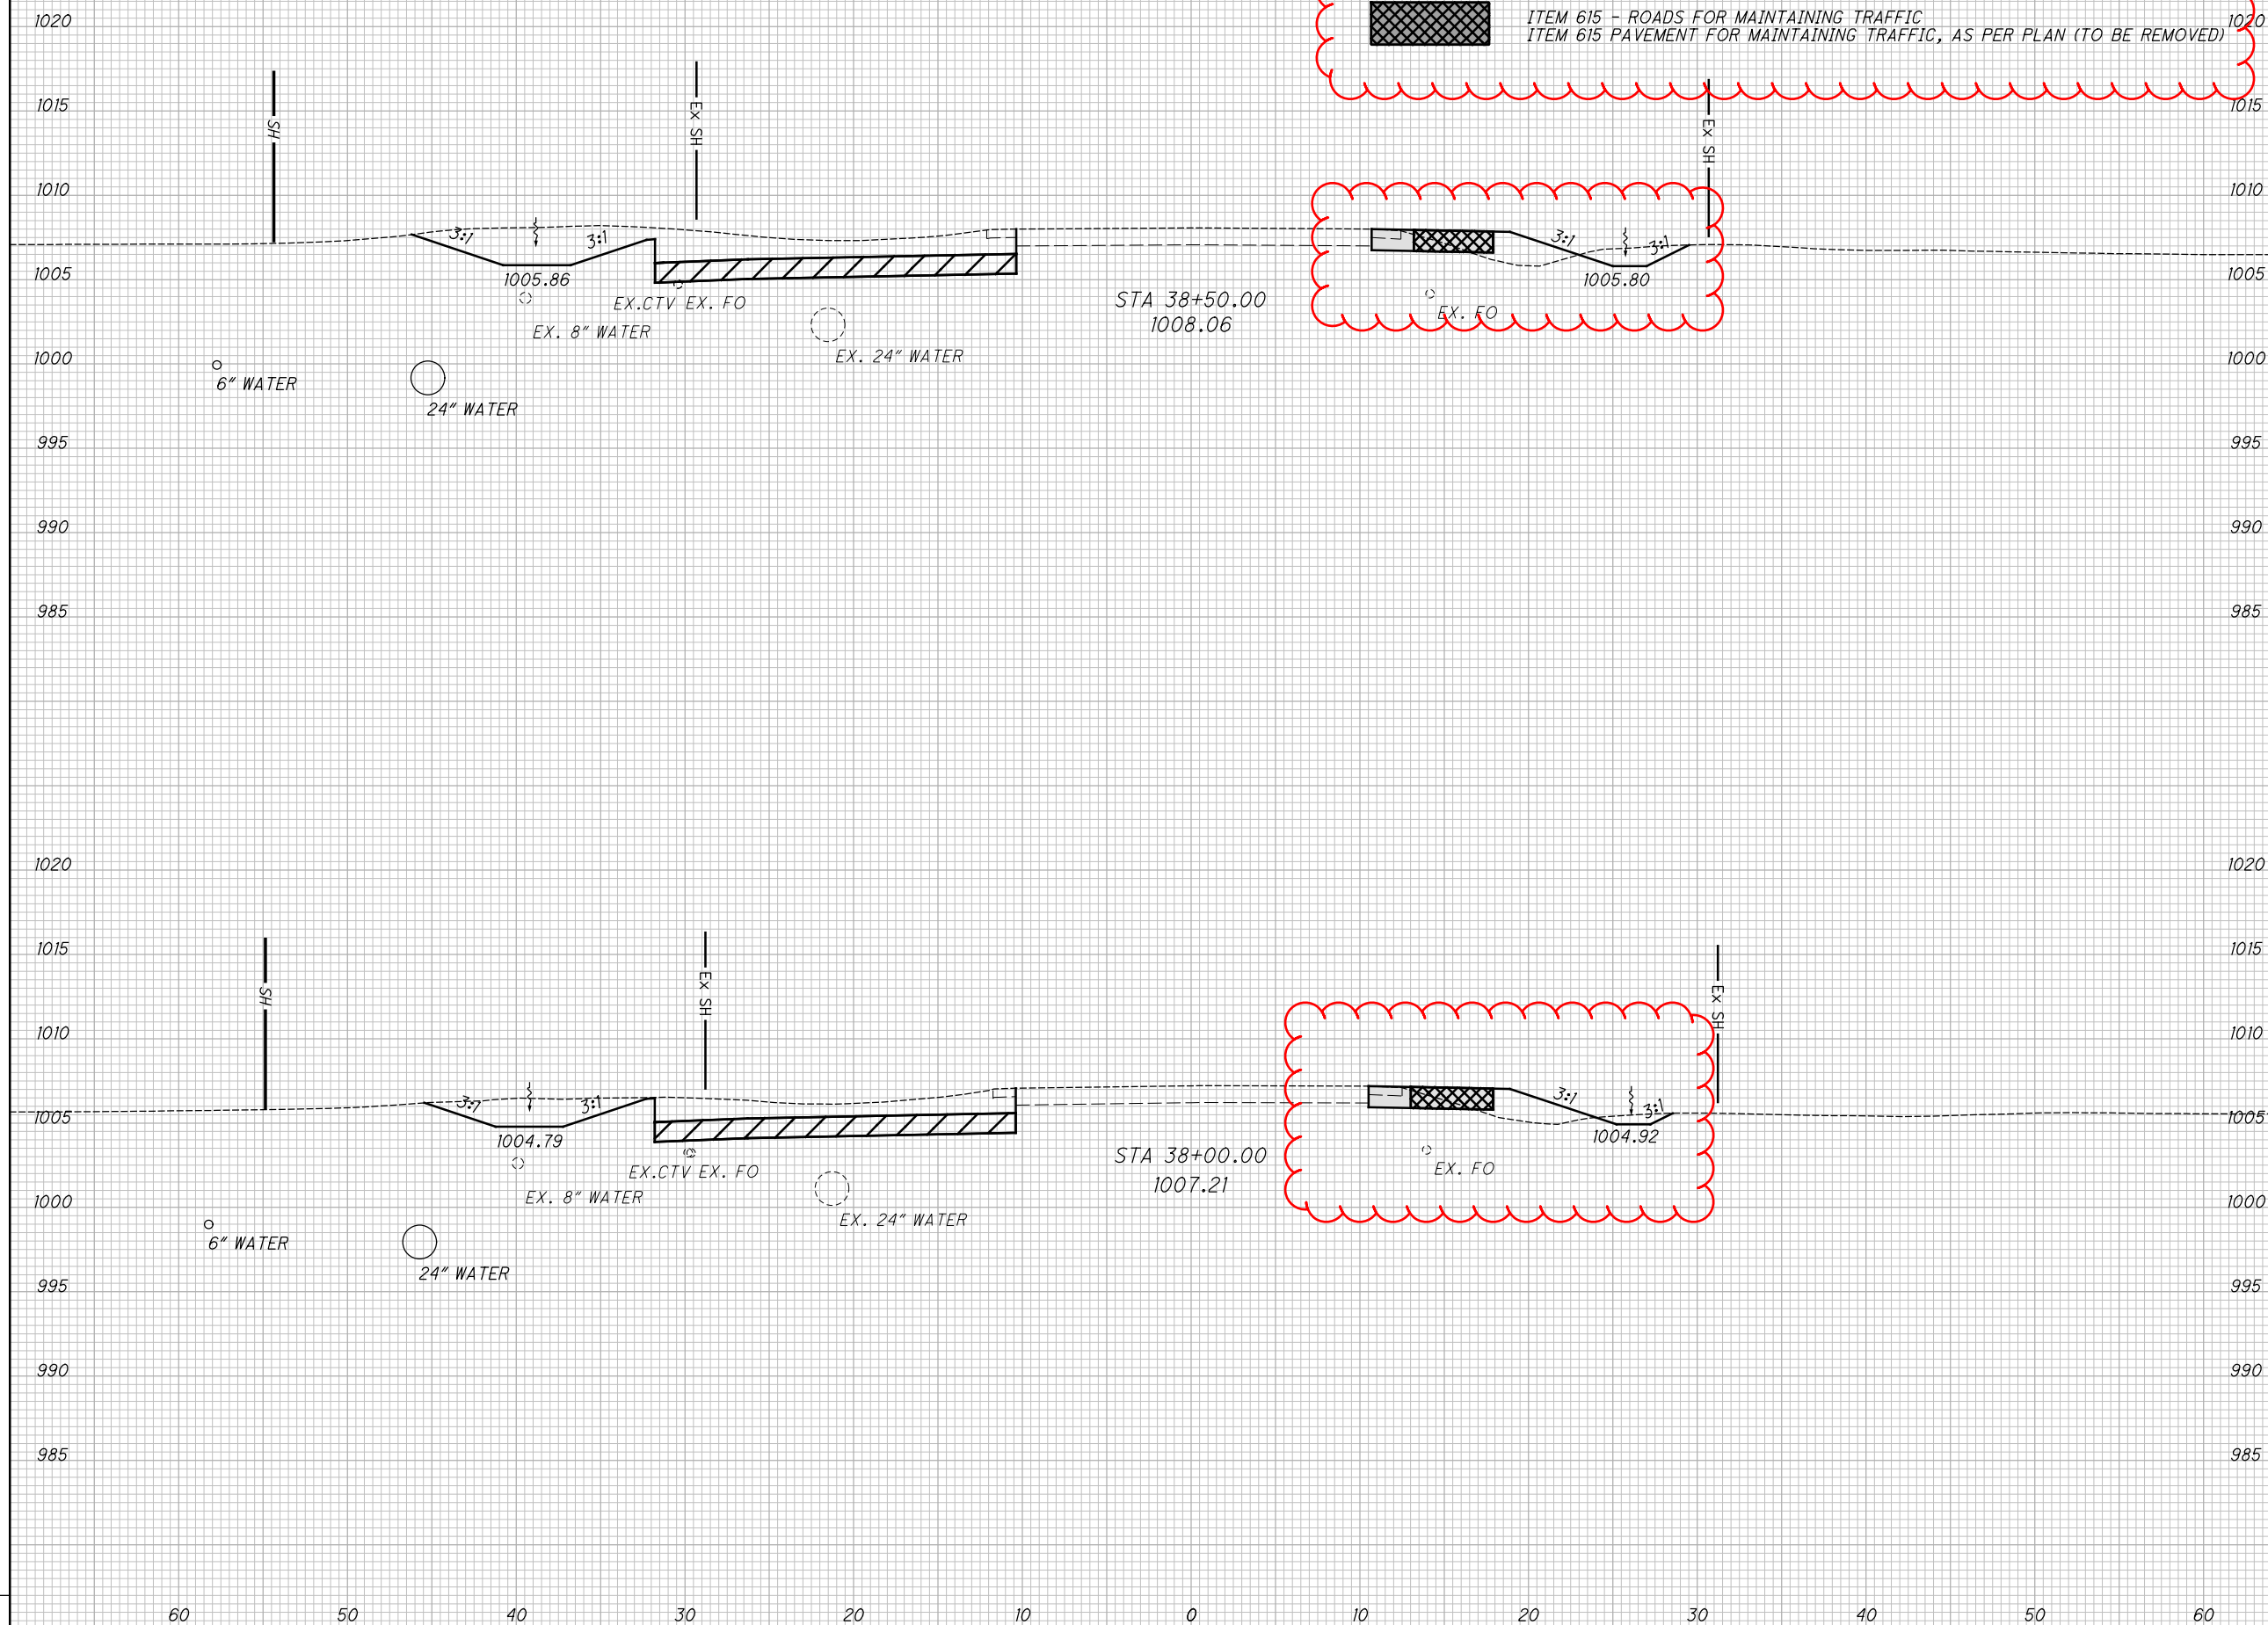 1020
ITEM 615 - ROADS FOR MAINTAINING TRAFFIC
1020
ITEM 615 PAVEMENT FOR MAINTAINING TRAFFIC, AS PER PLAN (TO BE REMOVED)
1015
1015
SH
Ex SH
Ex SH
1010
1010
3:1
3:1
3:1
3:1
1005
1005.86
1005.80
1005
EX.CTV EX. FO
STA 38+50.00
EX. FO
EX. 8" WATER
1008.06
1000
EX. 24" WATER
1000
6" WATER
24" WATER
995
995
990
990
985
985
1020
1020
1015
1015
SH
Ex SH
Ex SH
1010
1010
3:1
3:1
3:1
3:1
1005
1005
1004.79
1004.92
EX.CTV EX. FO
STA 38+00.00
EX. FO
EX. 8" WATER
1007.21
1000
1000
EX. 24" WATER
6" WATER
24" WATER
995
995
990
990
985
985
60 50 40 30 20 10 0 10 20 30 40 50 60